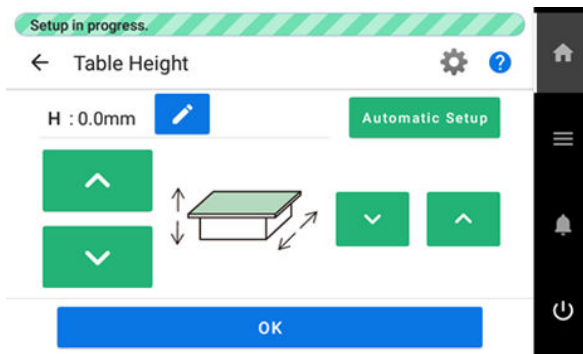 Setup in progress.
Table Height
?
H : 0.0mm
Automatic Setup
OK